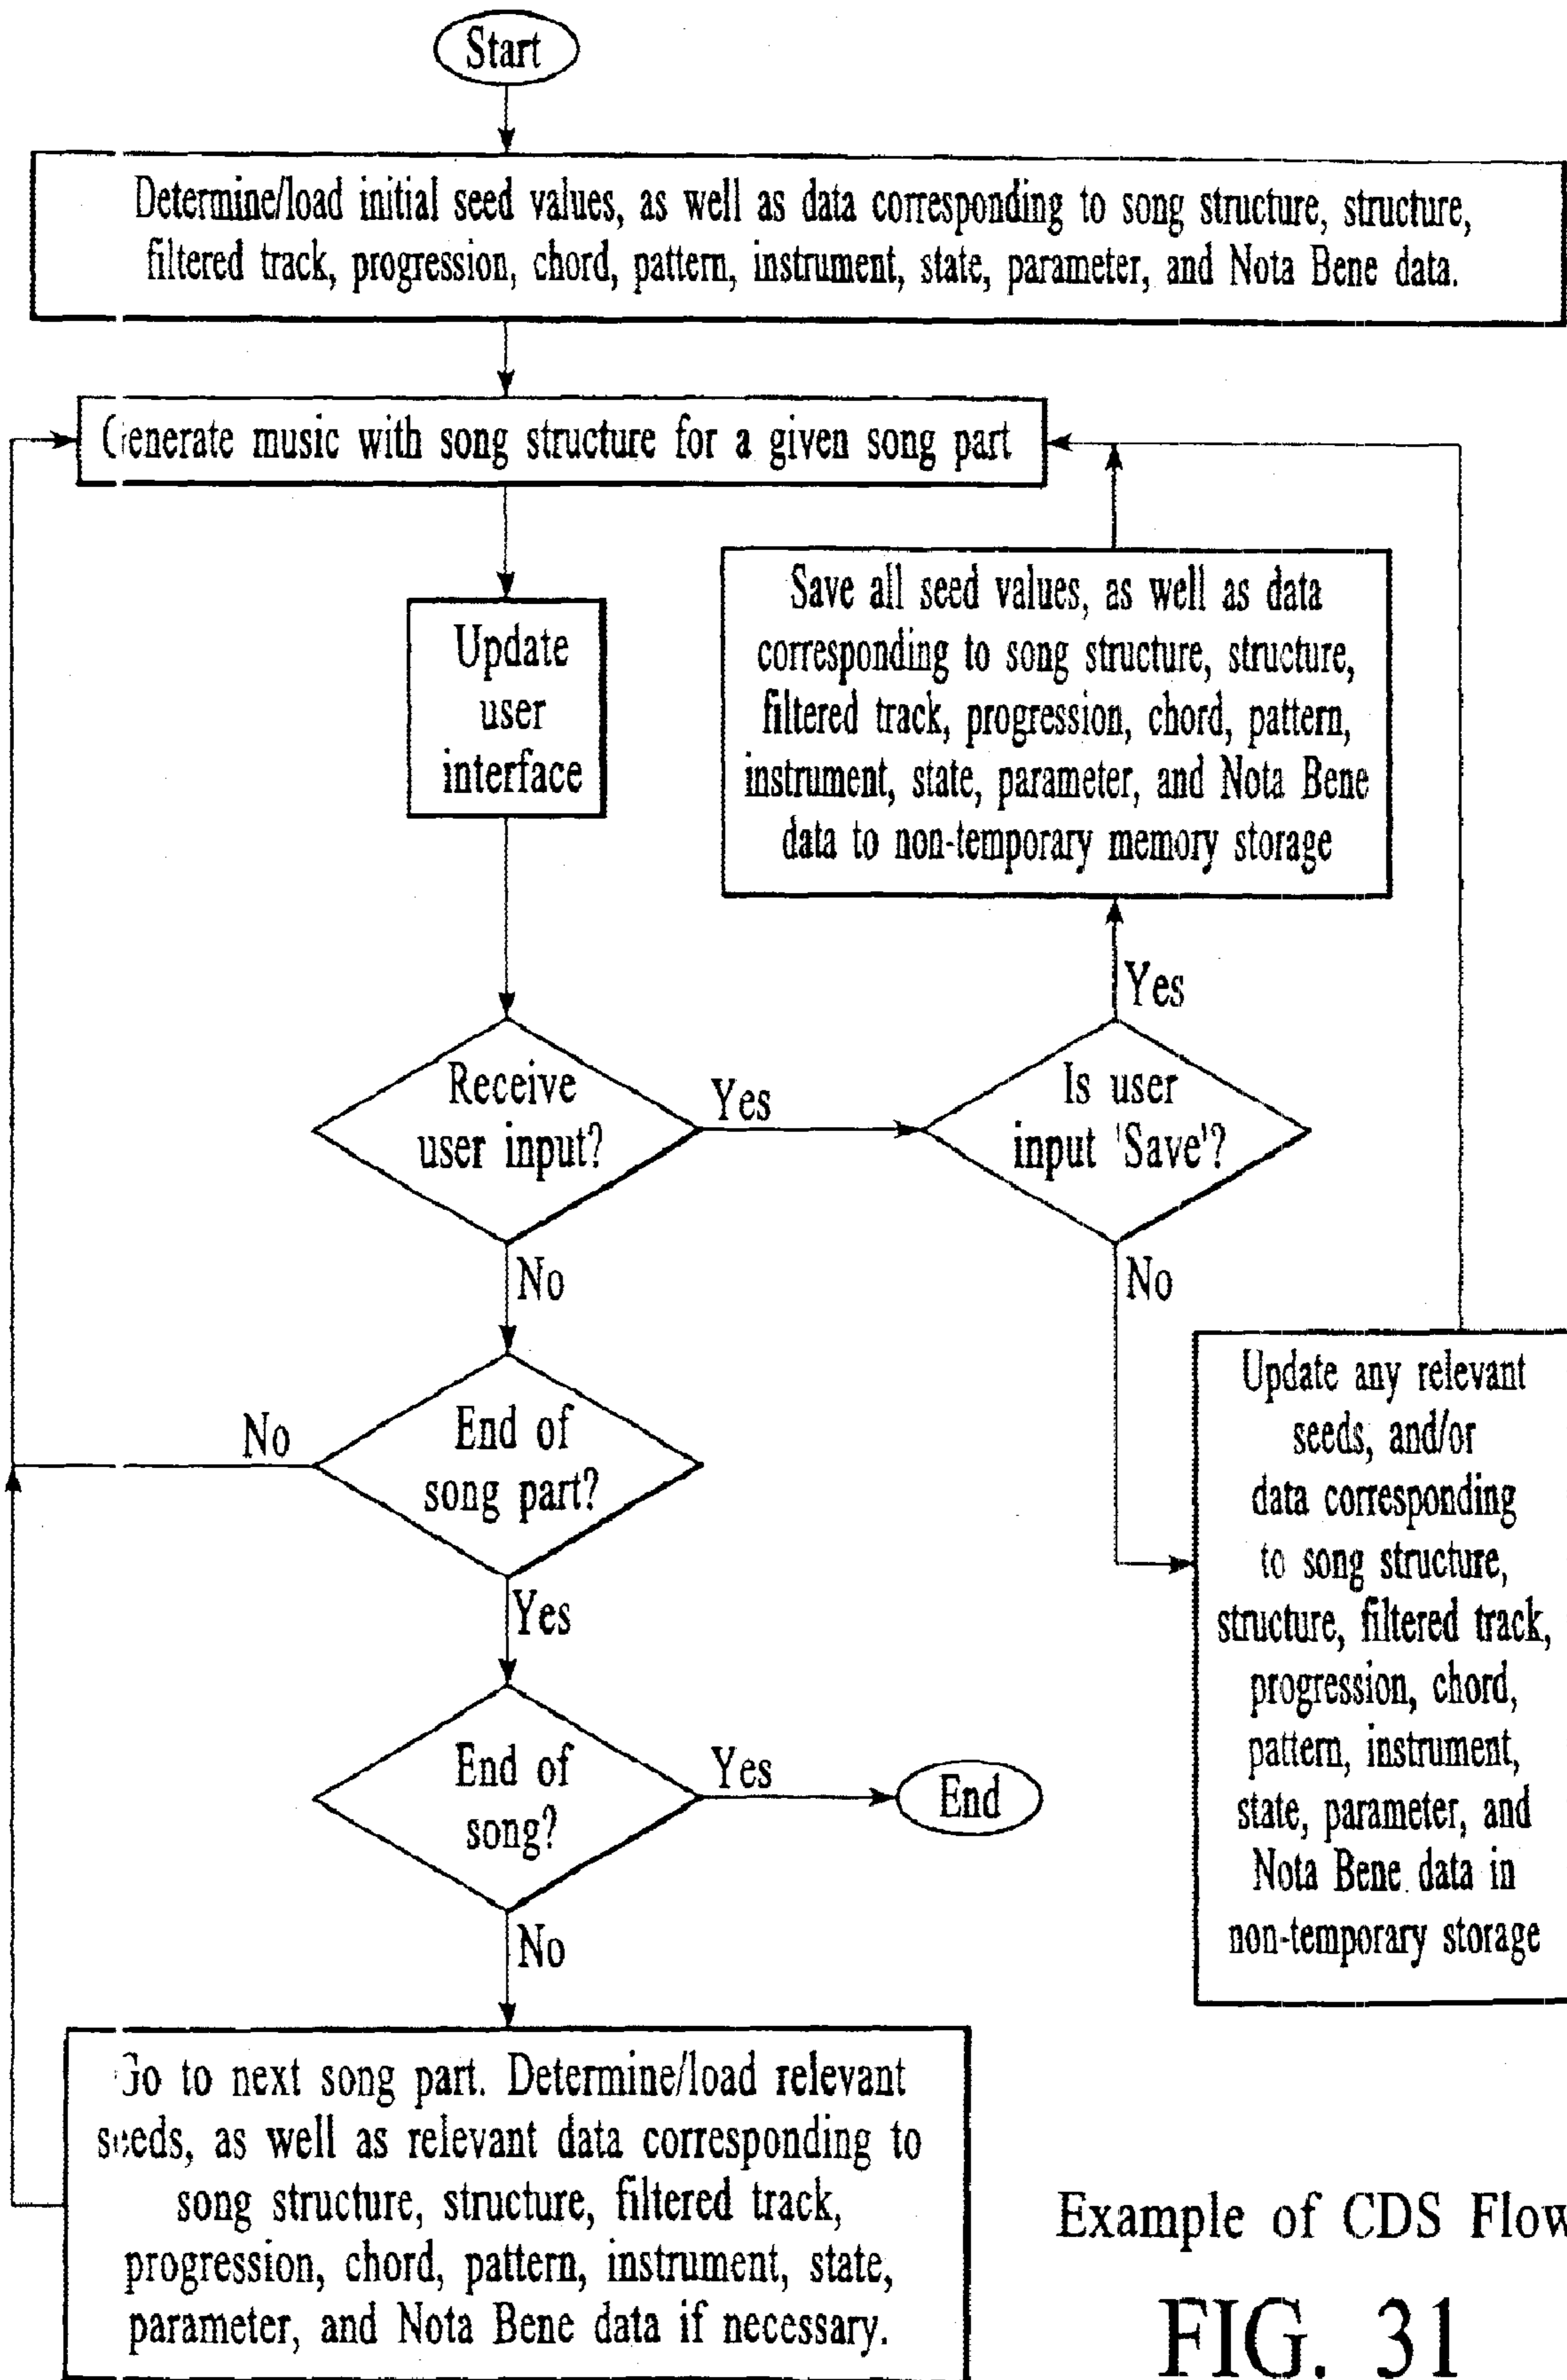 Start
Determine/load initial seed values, as well as data corresponding to song structure, structure,
filtered track, progression, chord, pattern, instrument, state, parameter, and Nota Bene data.
Generate music with song structure for a given song part
Update
user
interface
Save all seed values, as well as data
corresponding to song structure, structure,
filtered track, progression, chord, pattern,
instrument, state, parameter, and Nota Bene
data to non-temporary memory storage
Yes
Receive
user input?
Yes
Is user
input 'Save'?
No
No
End of
song part?
No
Update any relevant
seeds, and/or
data corresponding
to song structure,
structure, filtered track,
progression, chord,
pattern, instrument,
state, parameter, and
Nota Bene data in
non-temporary storage
Yes
End of
song?
Yes
End
No
Go to next song part. Determine/load relevant
seeds, as well as relevant data corresponding to
song structure, structure, filtered track,
progression, chord, pattern, instrument, state,
parameter, and Nota Bene data if necessary.
Example of CDS Flow
FIG. 31